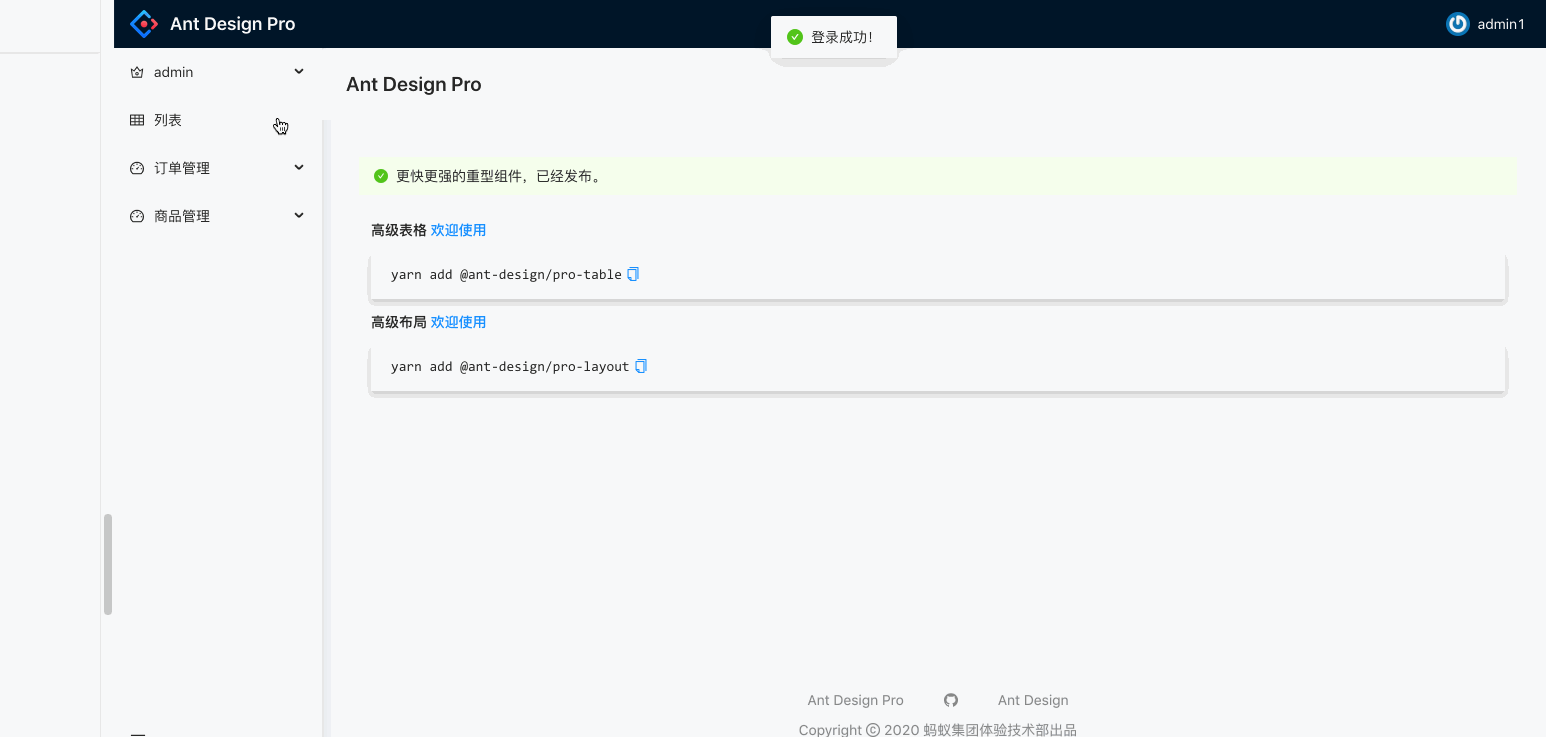 Ant Design Pro
登录成功！
admin1
admin
列表
订单管理
商品管理
Ant Design Pro
更快更强的重型组件，已经发布。
高级表格 欢迎使用
yarn add @ant-design/pro-table
高级布局 欢迎使用
yarn add @ant-design/pro-layout
Ant Design Pro Ant Design
Copyright © 2020 蚂蚁集团体验技术部出品